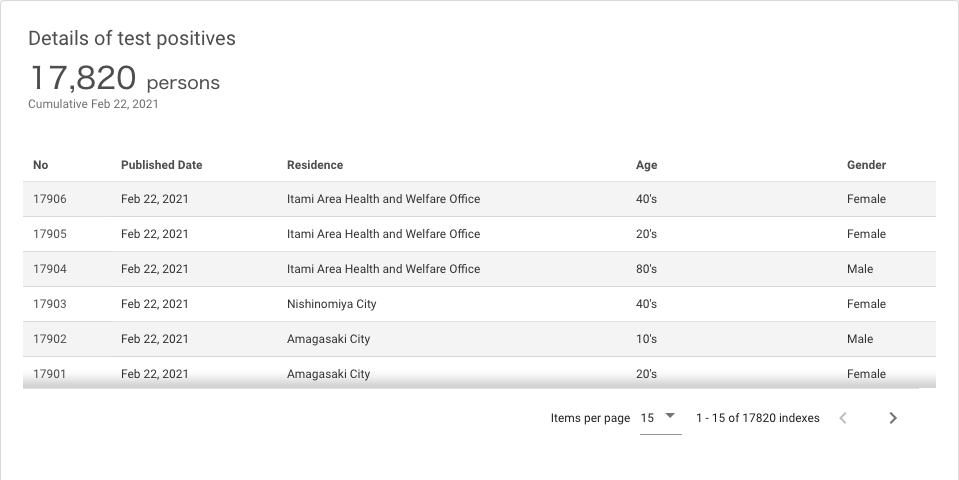 Details of test positives
17,820 persons
Cumulative Feb 22, 2021
No Published Date Residence Age Gender
17906 Feb 22, 2021 Itami Area Health and Welfare Office 40's Female
17905 Feb 22, 2021 Itami Area Health and Welfare Office 20's Female
17904 Feb 22, 2021 Itami Area Health and Welfare Office 80's Male
17903 Feb 22, 2021 Nishinomiya City 40's Female
17902 Feb 22, 2021 Amagasaki City 10's Male
17901 Feb 22, 2021 Amagasaki City 20's Female
Items per page 15 1 - 15 of 17820 indexes